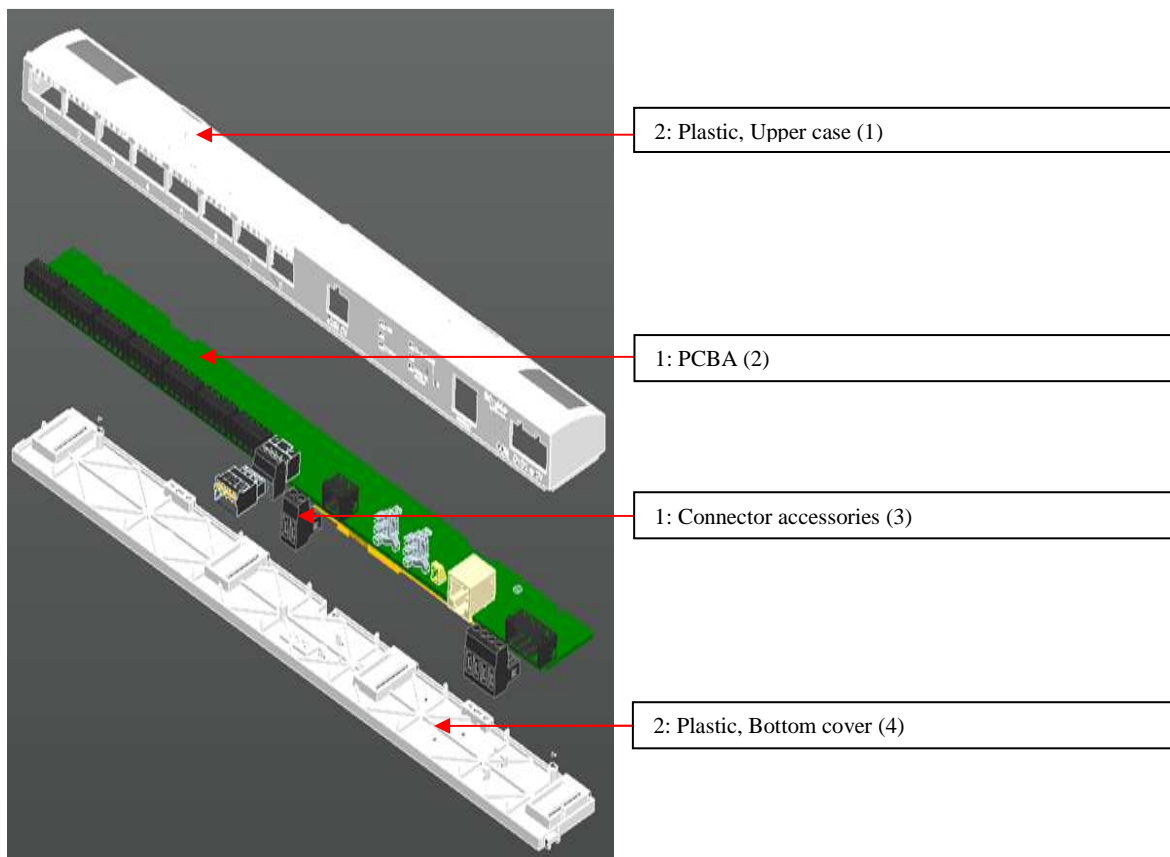 2: Plastic, Upper case (1)
1: PCBA (2)
1: Connector accessories (3)
2: Plastic, Bottom cover (4)